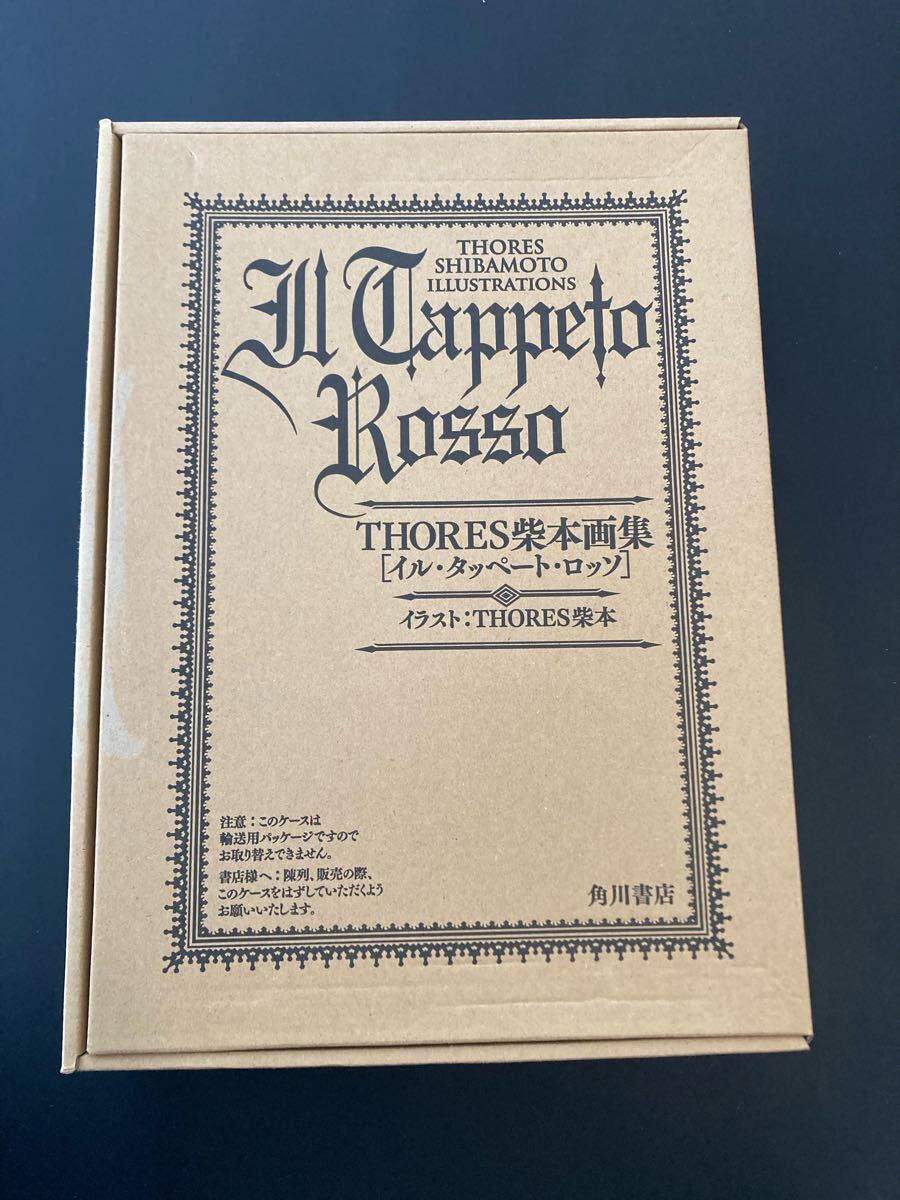 THORES
SHIBAMOTO
ILLUSTRATIONS
Il Tappeto
Rosso
THORES柴本画集
[イル・タッペート・ロッソ]
イラスト:THORES柴本
注意:このケースは
輸送用パッケージですので
お取り替えできません。
書店様へ:陳列、販売の際、
このケースをはずしていただくよう
お願いいたします。
角川書店